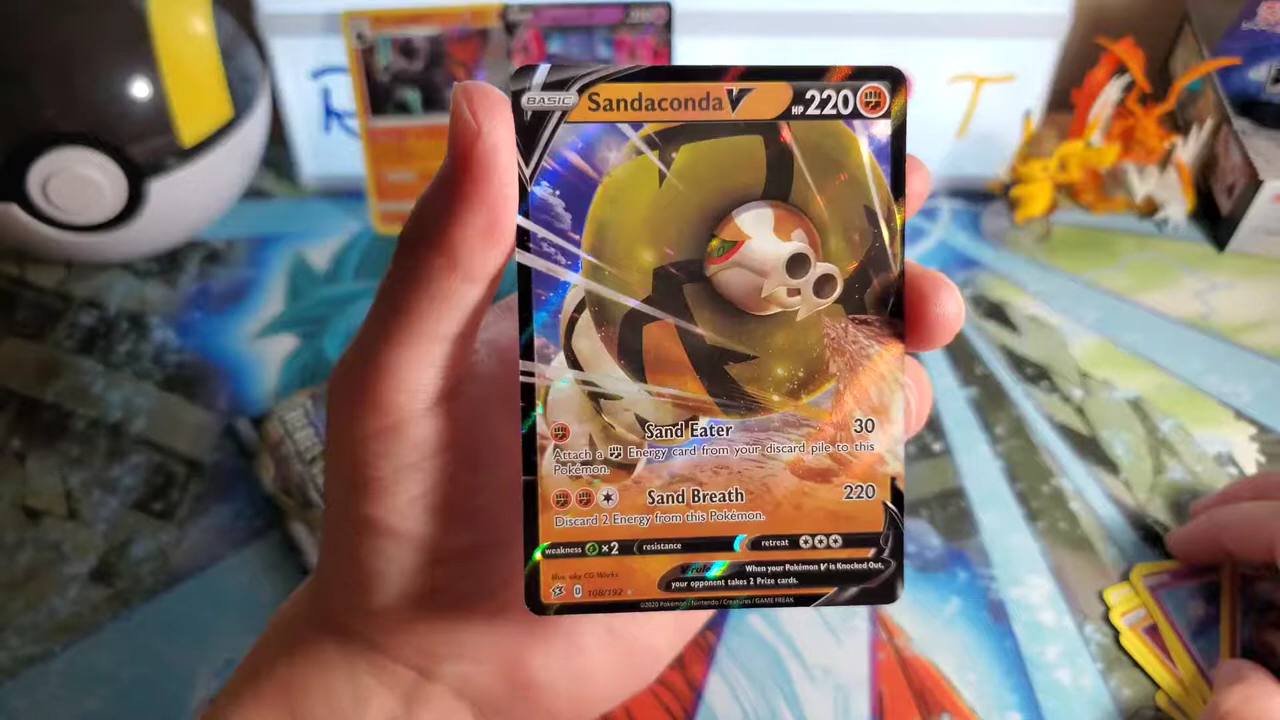 R T
BASIC Sandaconda V HP 220
Sand Eater 30
Attach a Energy card from your discard pile to this
Pokémon.
Sand Breath 220
Discard 2 Energy from this Pokémon.
weakness ×2 resistance retreat
V rule When your Pokémon V is Knocked Out,
your opponent takes 2 Prize cards.
Illus. aky CG Works
D 108/192
©2020 Pokémon / Nintendo / Creatures / GAME FREAK